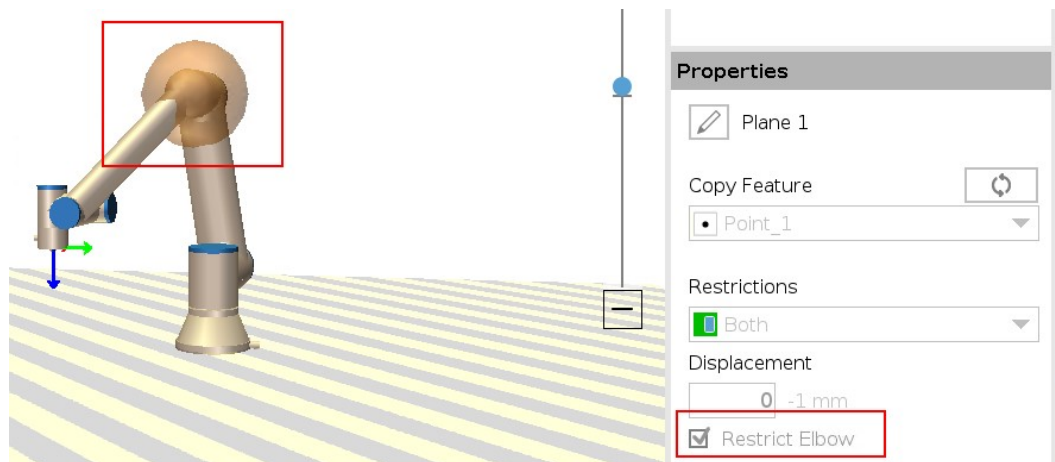 Properties
Plane 1
Copy Feature
Point_1
Restrictions
Both
Displacement
0 -1 mm
Restrict Elbow